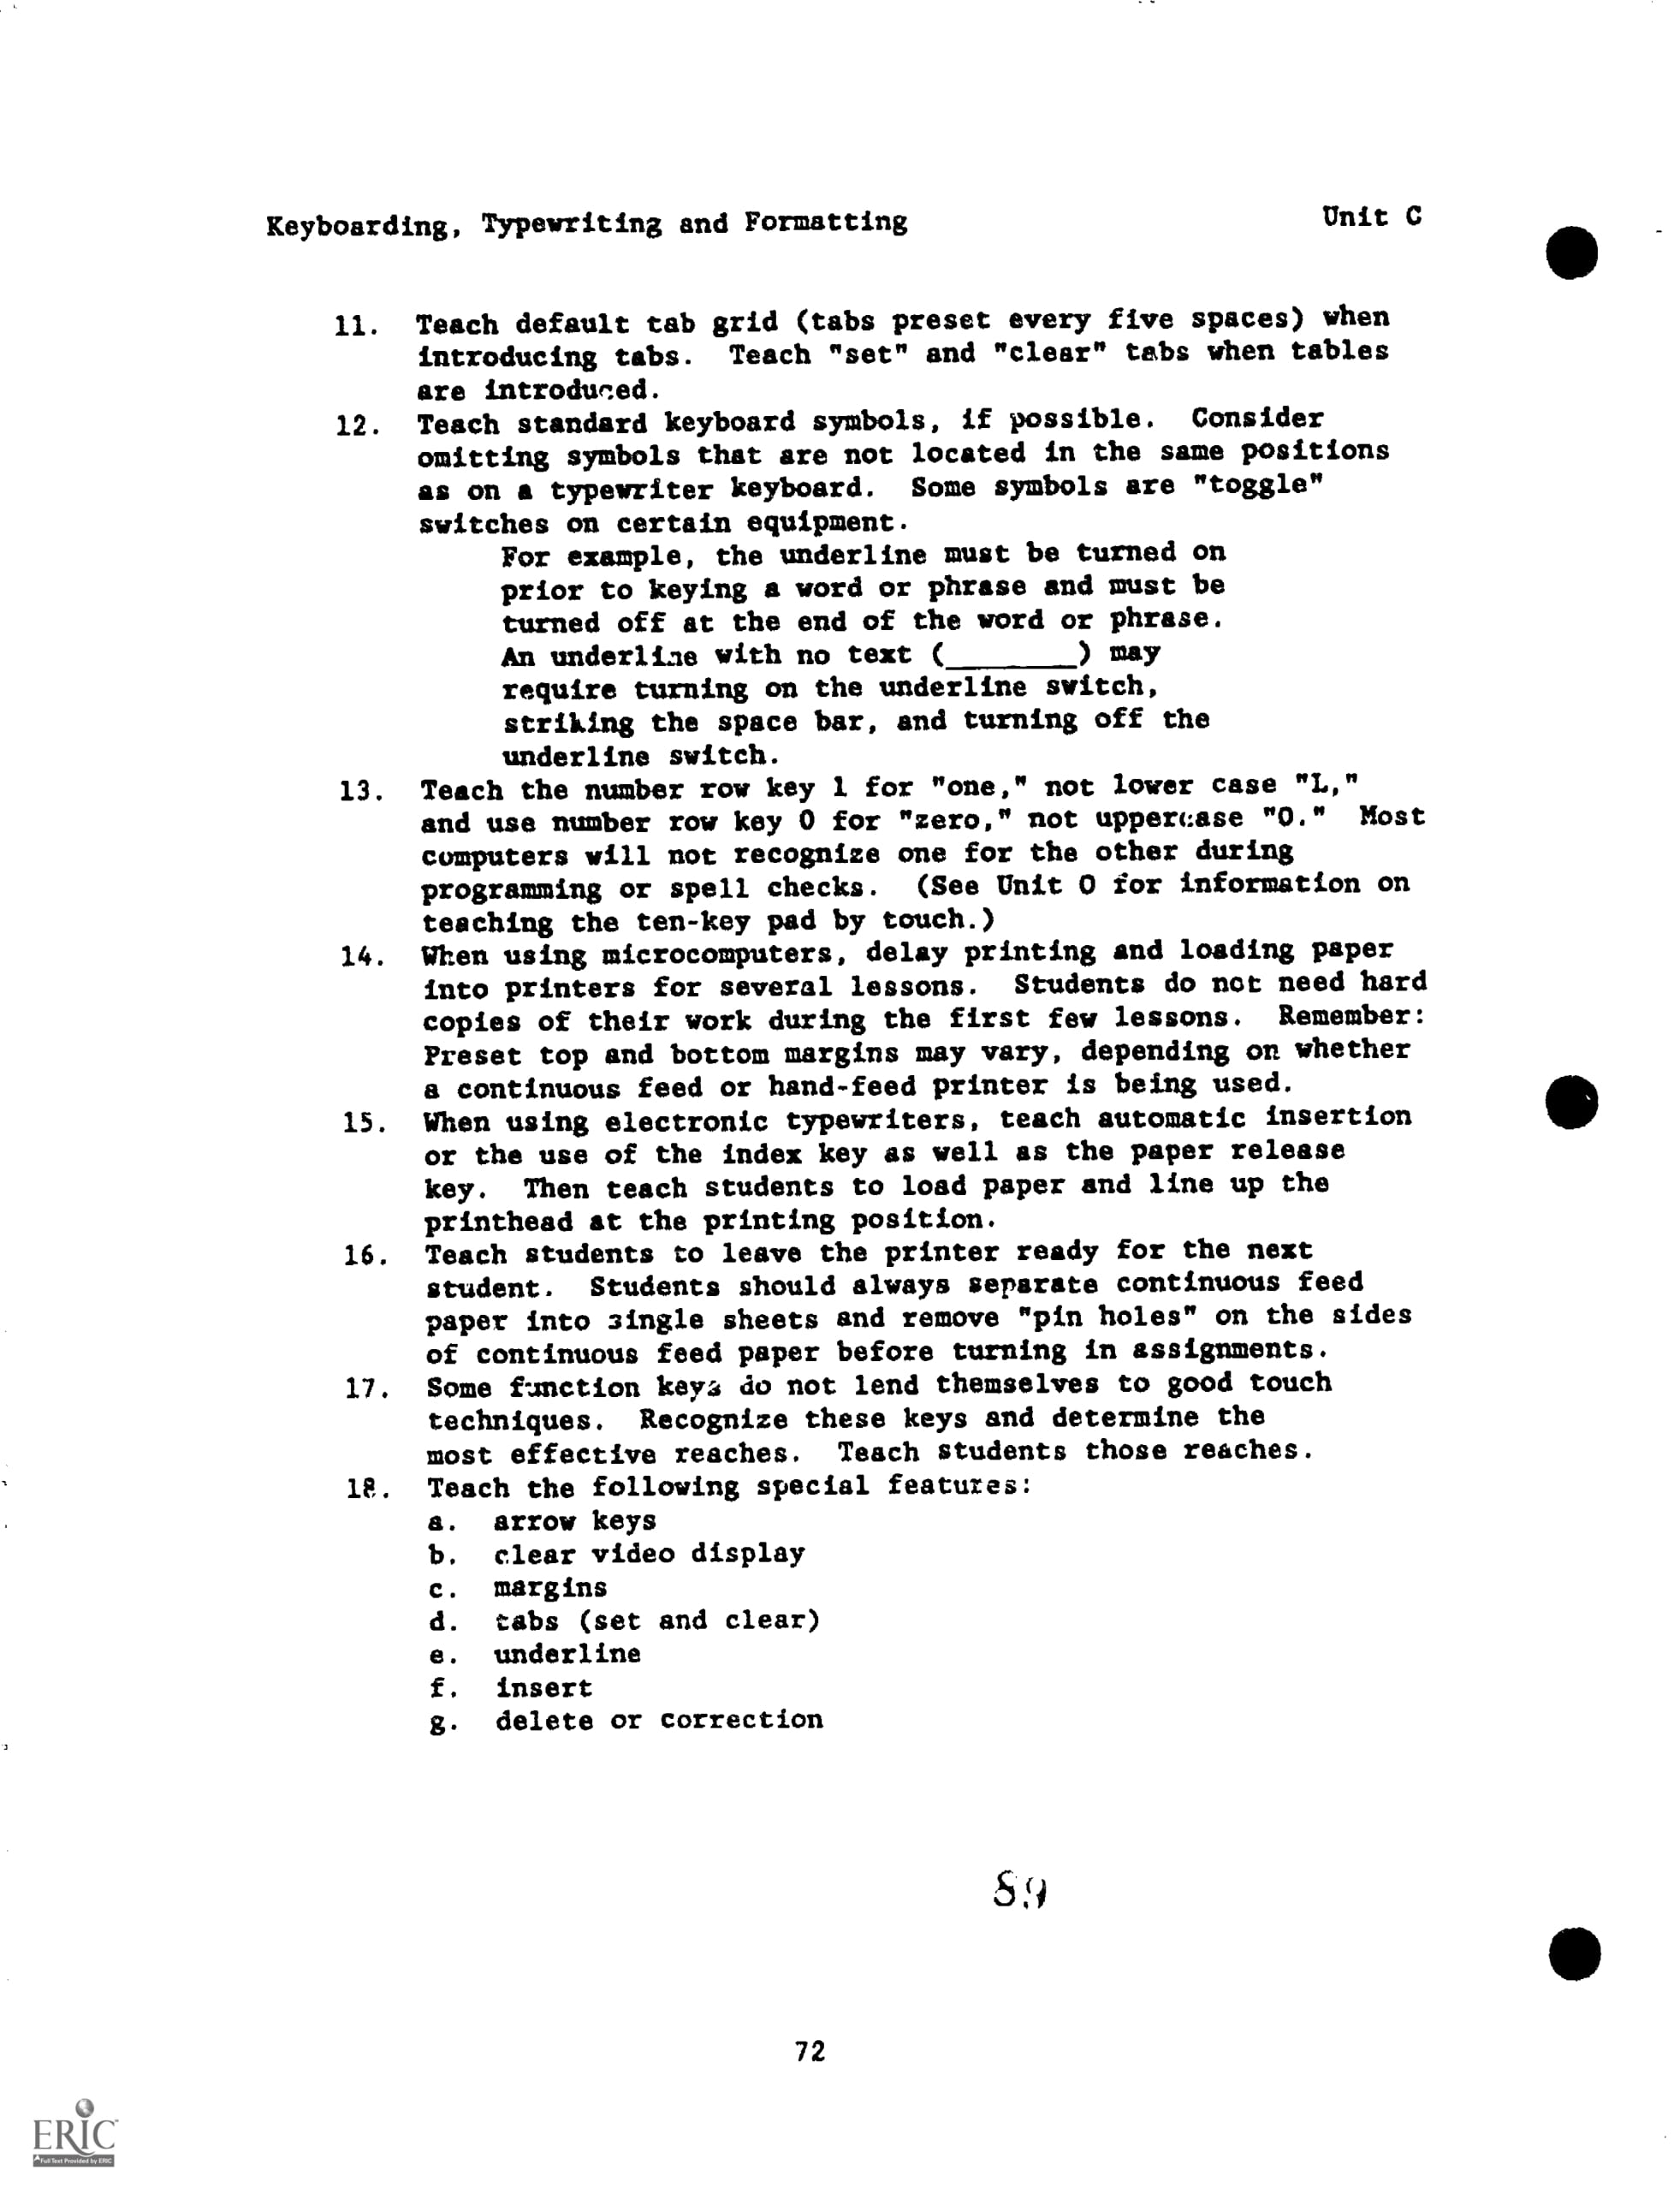 Keyboarding, Typewriting and Formatting Unit C
11. Teach default tab grid (tabs preset every five spaces) when
introducing tabs. Teach "set" and "clear" tabs when tables
are introduced.
12. Teach standard keyboard symbols, if possible. Consider
omitting symbols that are not located in the same positions
as on a typewriter keyboard. Some symbols are "toggle"
switches on certain equipment.
For example, the underline must be turned on
prior to keying a word or phrase and must be
turned off at the end of the word or phrase.
An underline with no text (________) may
require turning on the underline switch,
striking the space bar, and turning off the
underline switch.
13. Teach the number row key 1 for "one," not lower case "L,"
and use number row key 0 for "zero," not uppercase "O." Most
computers will not recognize one for the other during
programming or spell checks. (See Unit O for information on
teaching the ten-key pad by touch.)
14. When using microcomputers, delay printing and loading paper
into printers for several lessons. Students do not need hard
copies of their work during the first few lessons. Remember:
Preset top and bottom margins may vary, depending on whether
a continuous feed or hand-feed printer is being used.
15. When using electronic typewriters, teach automatic insertion
or the use of the index key as well as the paper release
key. Then teach students to load paper and line up the
printhead at the printing position.
16. Teach students to leave the printer ready for the next
student. Students should always separate continuous feed
paper into single sheets and remove "pin holes" on the sides
of continuous feed paper before turning in assignments.
17. Some function keys do not lend themselves to good touch
techniques. Recognize these keys and determine the
most effective reaches. Teach students those reaches.
18. Teach the following special features:
a. arrow keys
b. clear video display
c. margins
d. tabs (set and clear)
e. underline
f. insert
g. delete or correction
89
72
ERIC
Full Text Provided by ERIC